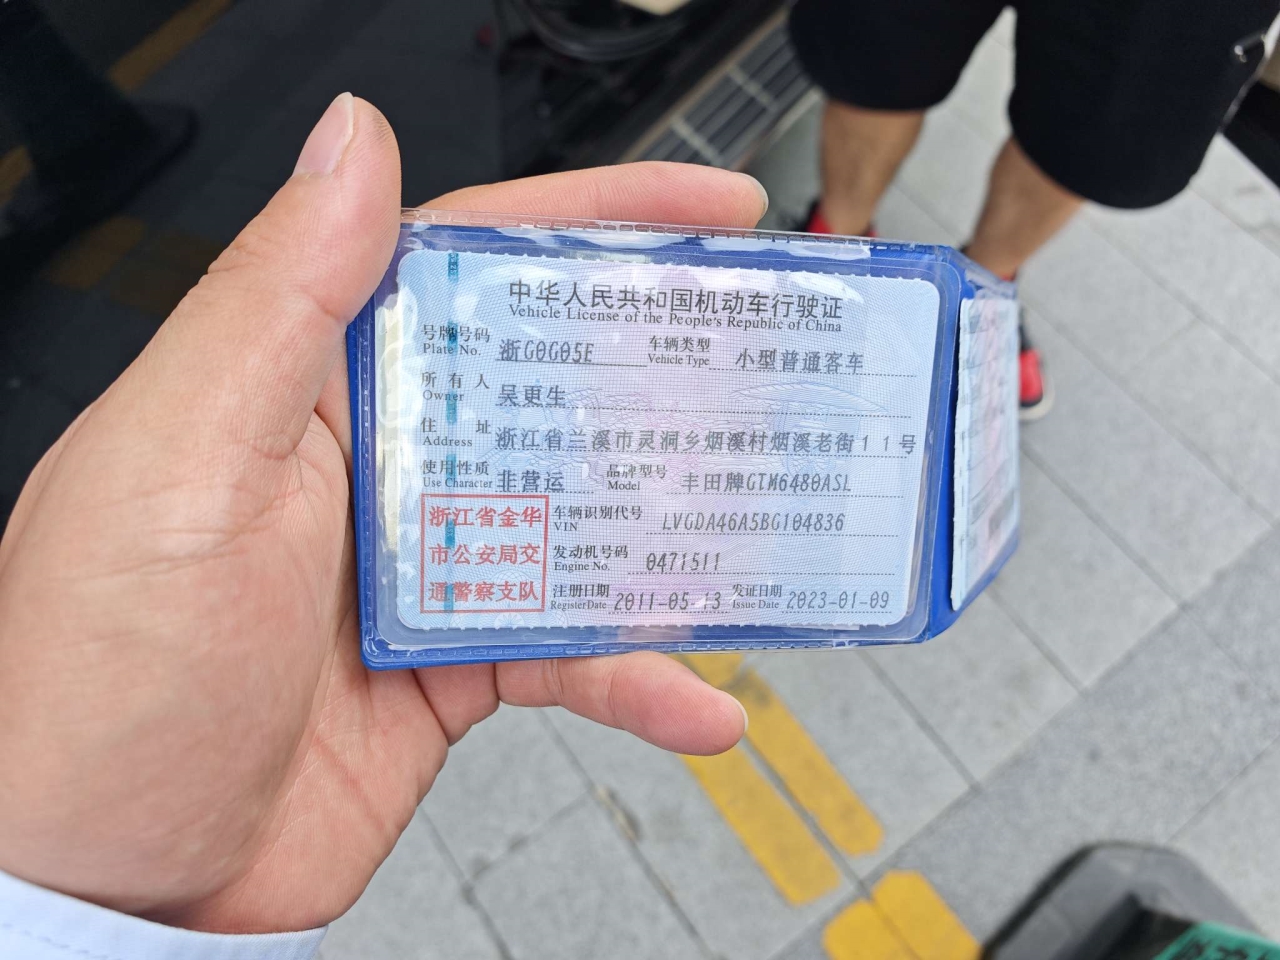 中华人民共和国机动车行驶证
Vehicle License of the People's Republic of China
号牌号码 浙G0G05E 车辆类型 小型普通客车
Plate No. Vehicle Type
所有人 吴更生
Owner
住址 浙江省兰溪市灵洞乡烟溪村烟溪老街11号
Address
使用性质 非营运 品牌型号 丰田牌GTM6480ASL
Use Character Model
浙江省金华
市公安局交
通警察支队
车辆识别代号 LVGDA46A5BG104836
VIN
发动机号码 0471511
Engine No.
注册日期 2011-05-13 发证日期 2023-01-09
Register Date Issue Date